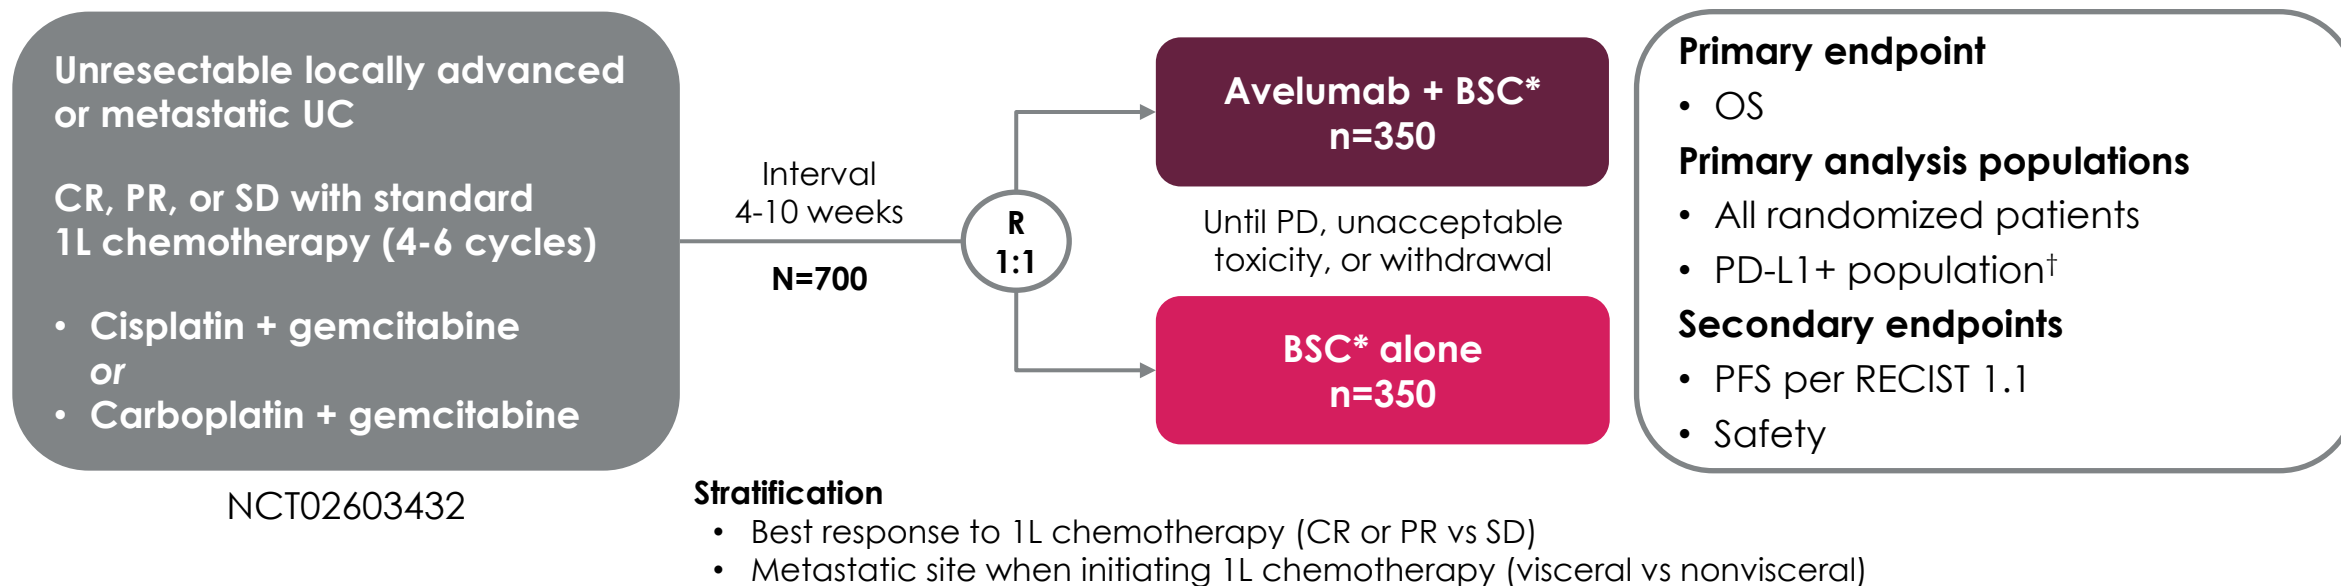 Unresectable locally advanced
or metastatic UC
CR, PR, or SD with standard
1L chemotherapy (4-6 cycles)
• Cisplatin + gemcitabine
or
• Carboplatin + gemcitabine
NCT02603432
Interval
4-10 weeks
N=700
R
1:1
Avelumab + BSC*
n=350
Until PD, unacceptable
toxicity, or withdrawal
BSC* alone
n=350
Primary endpoint
• OS
Primary analysis populations
• All randomized patients
• PD-L1+ population†
Secondary endpoints
• PFS per RECIST 1.1
• Safety
Stratification
• Best response to 1L chemotherapy (CR or PR vs SD)
• Metastatic site when initiating 1L chemotherapy (visceral vs nonvisceral)